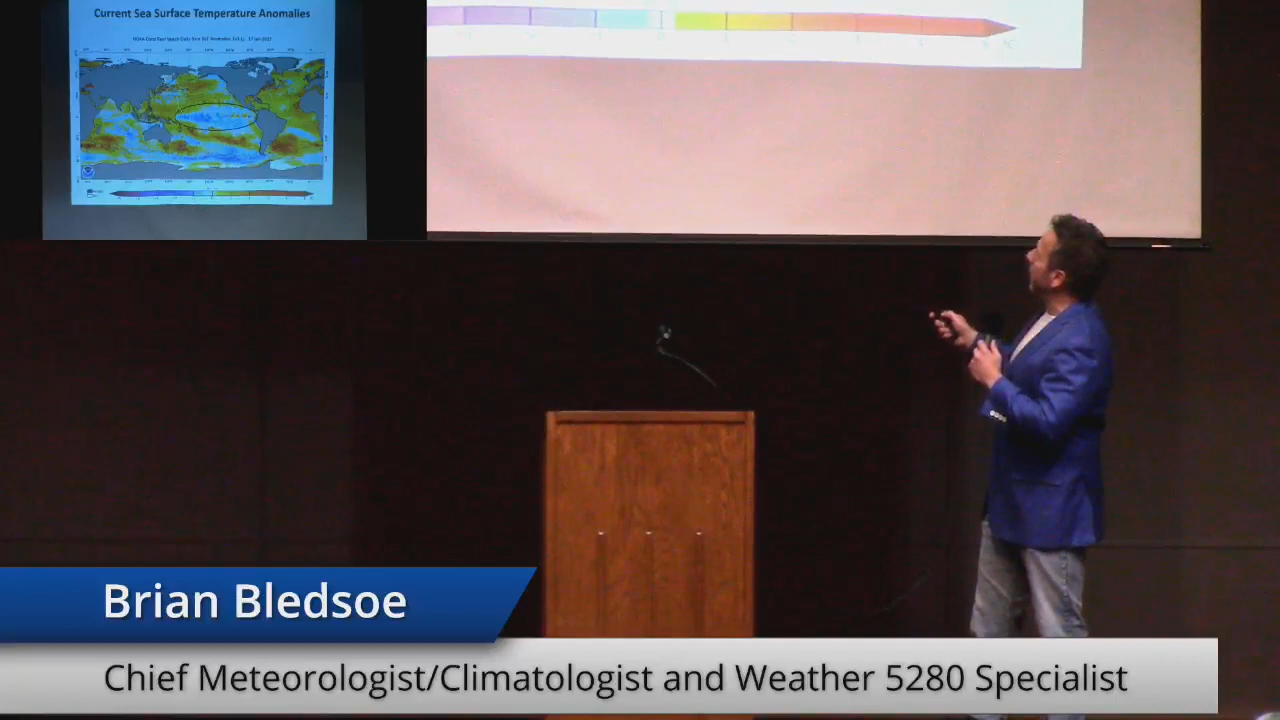 Current Sea Surface Temperature Anomalies
Brian Bledsoe
Chief Meteorologist/Climatologist and Weather 5280 Specialist